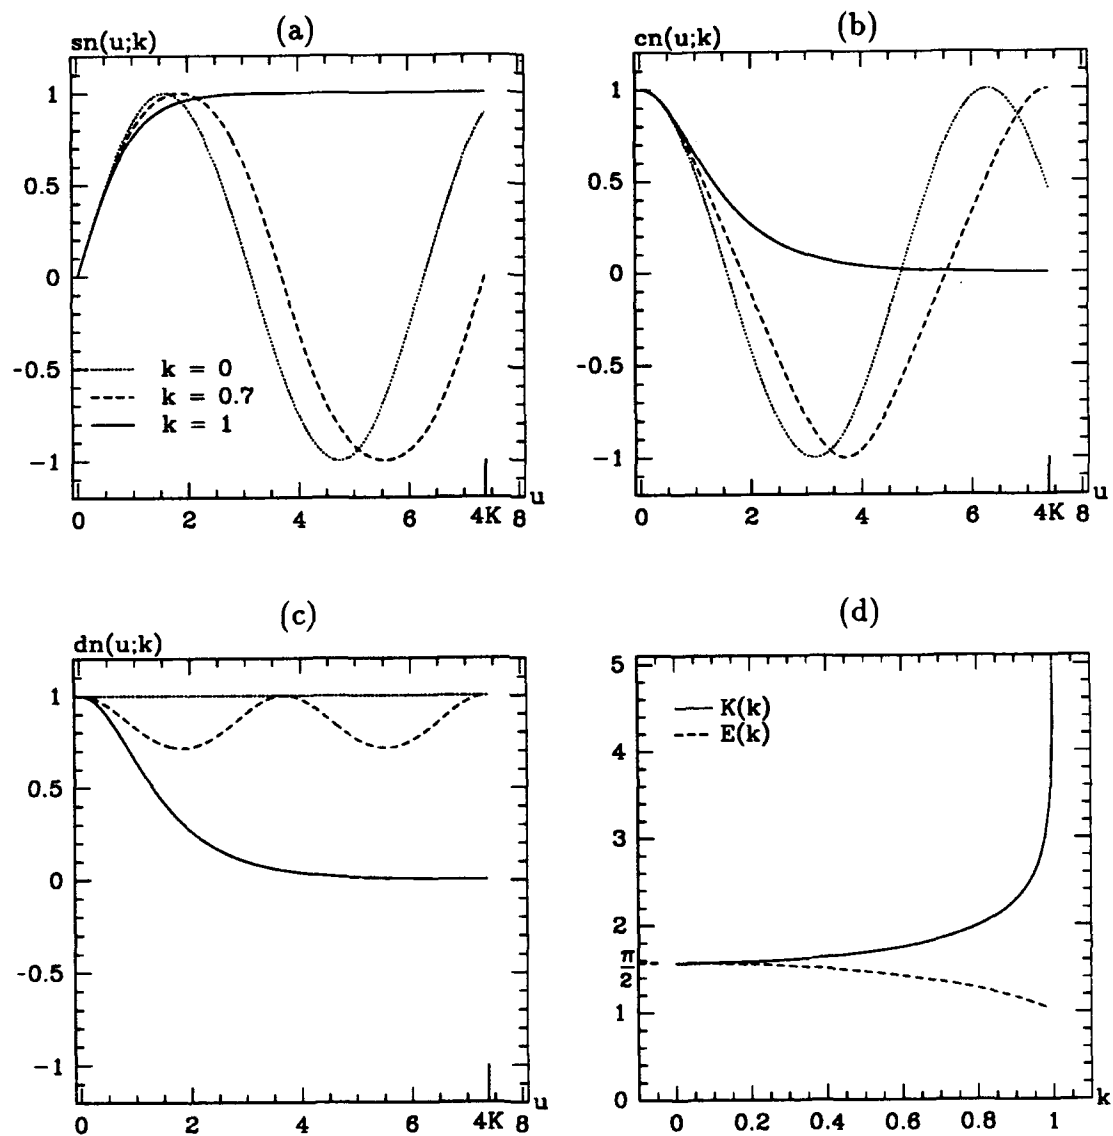 (a)
sn(u;k)
1
0.5
0
-0.5
-1
k = 0
k = 0.7
k = 1
0 2 4 6 4K 8 u
(b)
cn(u;k)
1
0.5
0
-0.5
-1
0 2 4 6 4K 8 u
(c)
dn(u;k)
1
0.5
0
-0.5
-1
0 2 4 6 4K 8 u
(d)
5
4
3
2
π
2
1
0
K(k)
E(k)
0 0.2 0.4 0.6 0.8 1 k